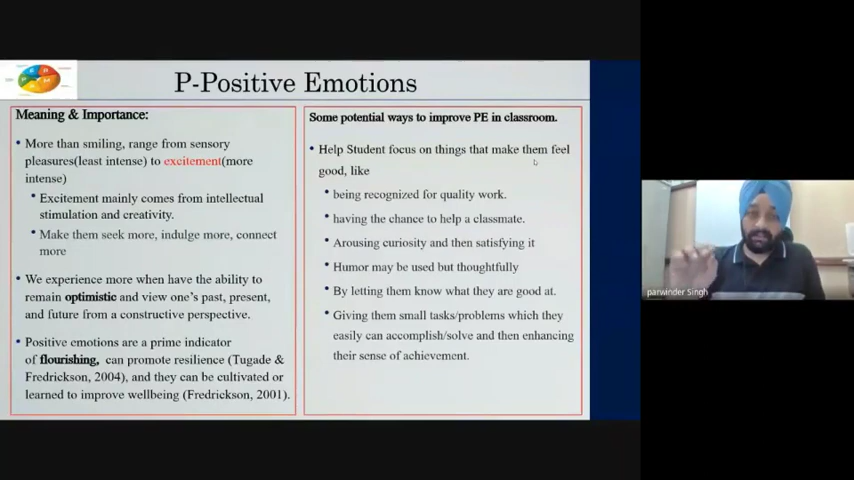 P-Positive Emotions
Meaning & Importance:
• More than smiling, range from sensory
pleasures(least intense) to excitement(more
intense)
• Excitement mainly comes from intellectual
stimulation and creativity.
• Make them seek more, indulge more, connect
more
• We experience more when have the ability to
remain optimistic and view one's past, present,
and future from a constructive perspective.
• Positive emotions are a prime indicator
of flourishing, can promote resilience (Tugade &
Fredrickson, 2004), and they can be cultivated or
learned to improve wellbeing (Fredrickson, 2001).
Some potential ways to improve PE in classroom.
• Help Student focus on things that make them feel
good, like
• being recognized for quality work.
• having the chance to help a classmate.
• Arousing curiosity and then satisfying it
• Humor may be used but thoughtfully
• By letting them know what they are good at.
• Giving them small tasks/problems which they
easily can accomplish/solve and then enhancing
their sense of achievement.
parwinder Singh